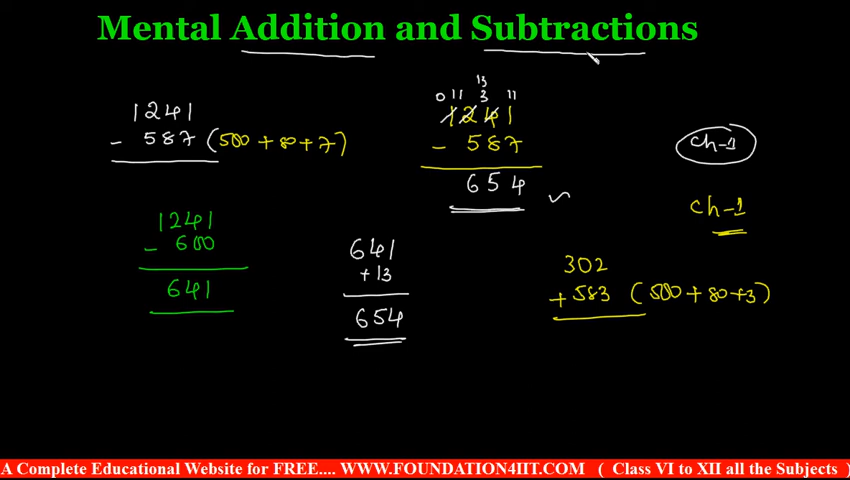 Mental Addition and Subtractions
1241
- 587 (500 + 80 + 7)
13
0 11 3 11
1241
- 587
654
ch-1
ch-1
1241
- 600
641
641
+13
654
302
+ 583 (500 + 80 + 3)
A Complete Educational Website for FREE.... WWW.FOUNDATION4IIT.COM ( Class VI to XII all the Subjects )